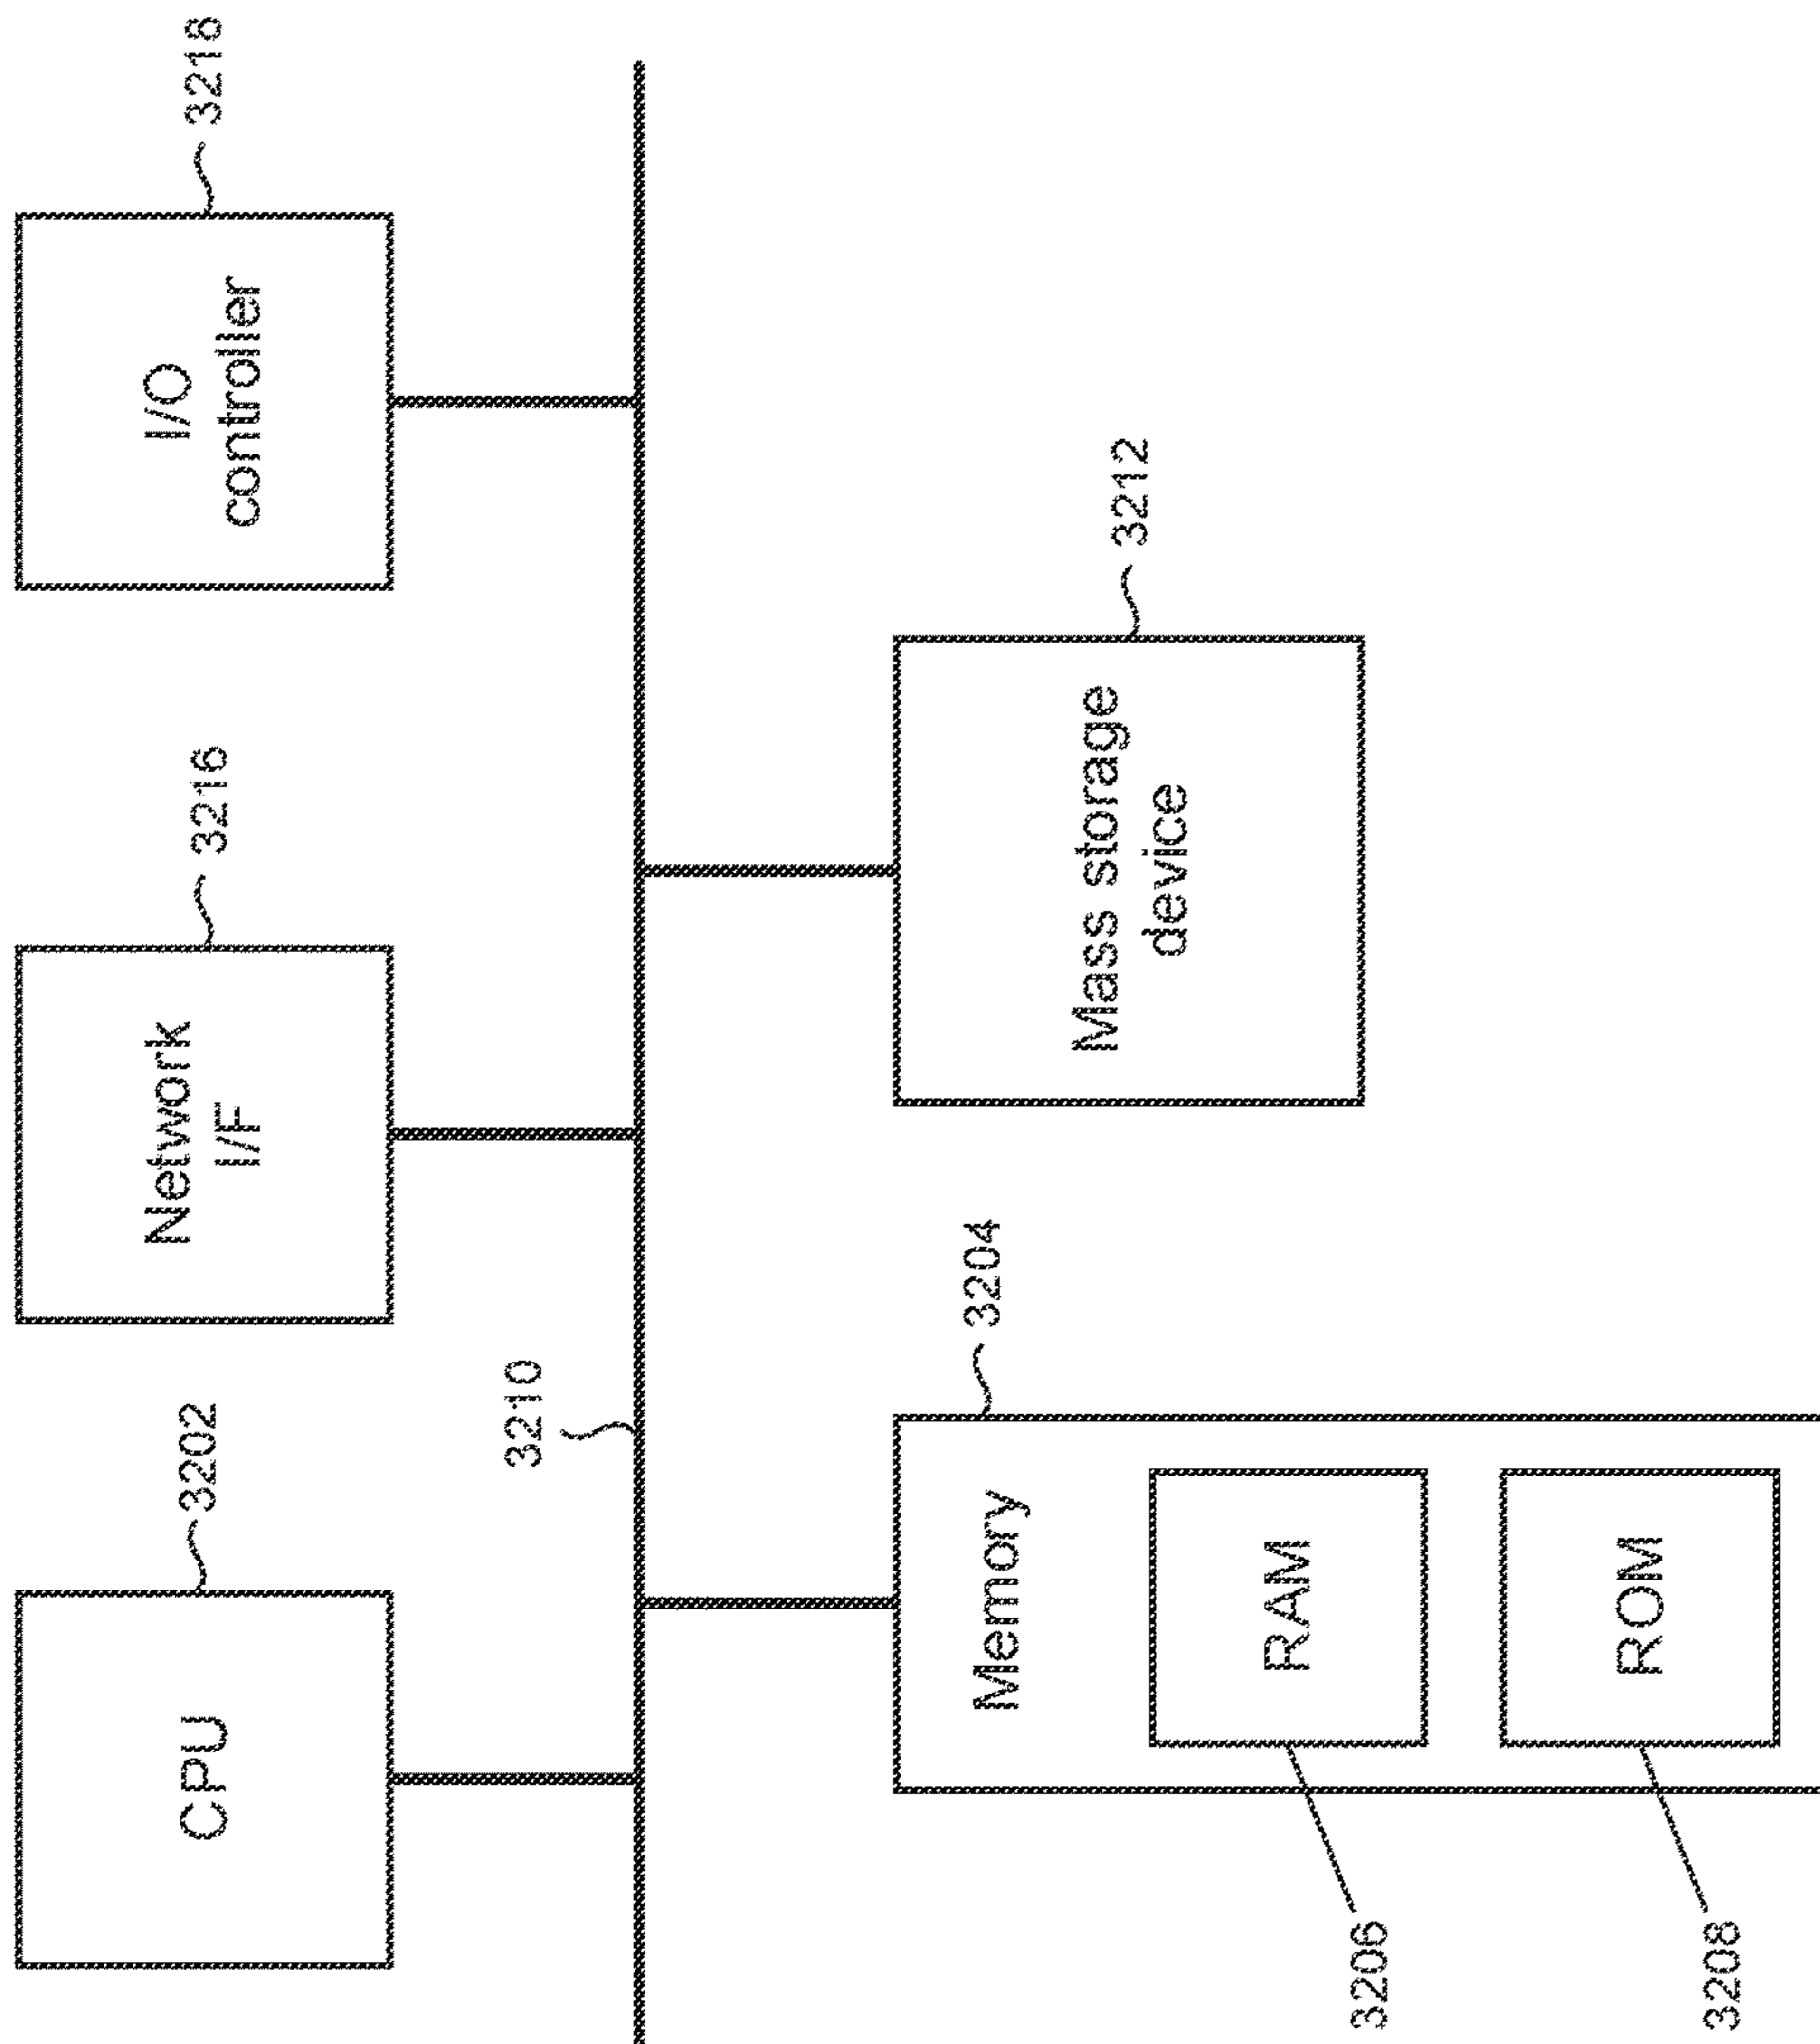 CPU
3202
Network
I/F
3216
I/O
controller
3218
3210
Memory
3204
RAM
3206
ROM
3208
Mass storage
device
3212